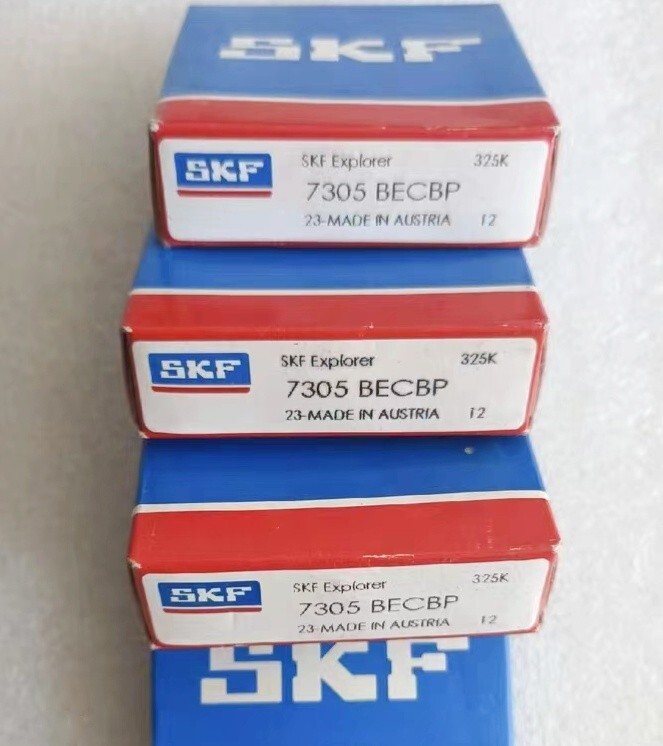 SKF
SKF SKF Explorer 325K
7305 BECBP
23-MADE IN AUSTRIA 12
SKF SKF Explorer 325K
7305 BECBP
23-MADE IN AUSTRIA 12
SKF SKF Explorer 325K
7305 BECBP
23-MADE IN AUSTRIA 12
SKF